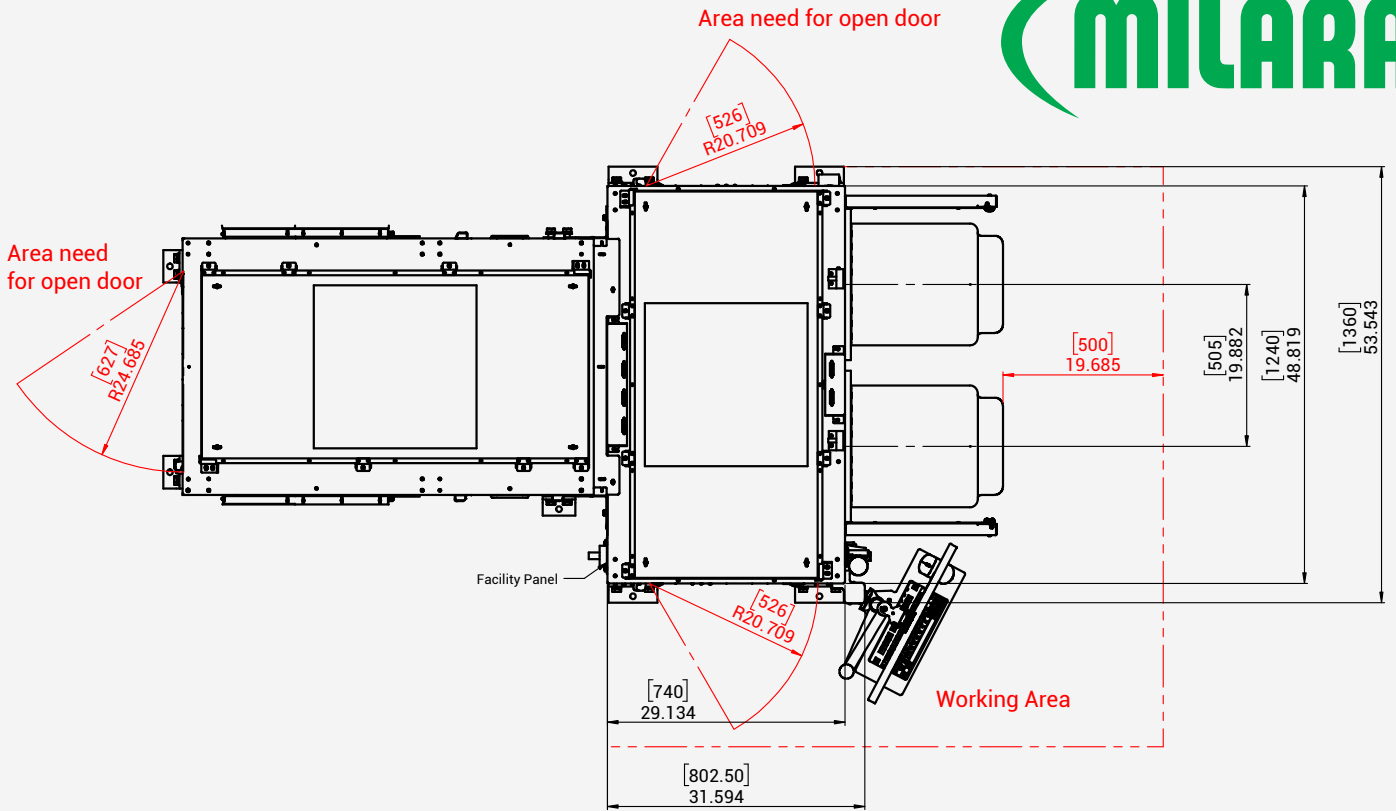 Area need for open door
MILARA
[526]
R20.709
Area need
for open door
[627]
R24.685
[500]
19.685
[505]
19.882
[1240]
48.819
[1360]
53.543
Facility Panel
[526]
R20.709
[740]
29.134
Working Area
[802.50]
31.594